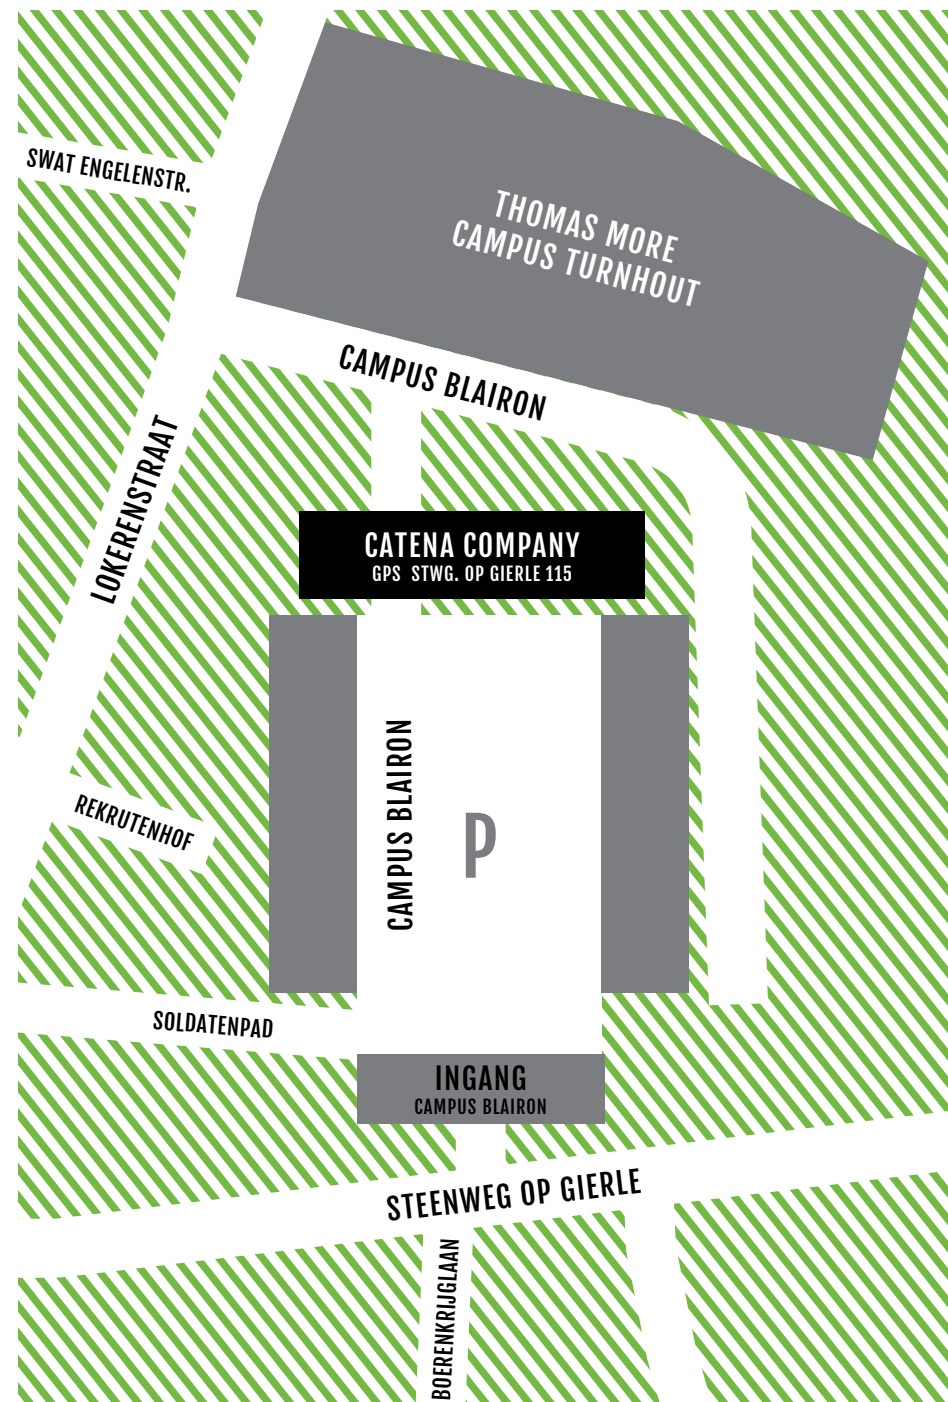 SWAT ENGELENSTR.
THOMAS MORE
CAMPUS TURNHOUT
CAMPUS BLAIRON
LOKERENSTRAAT
CATENA COMPANY
GPS STWG. OP GIERLE 115
CAMPUS BLAIRON
P
REKRUTENHOF
SOLDATENPAD
INGANG
CAMPUS BLAIRON
STEENWEG OP GIERLE
BOERENKRIJGLAAN